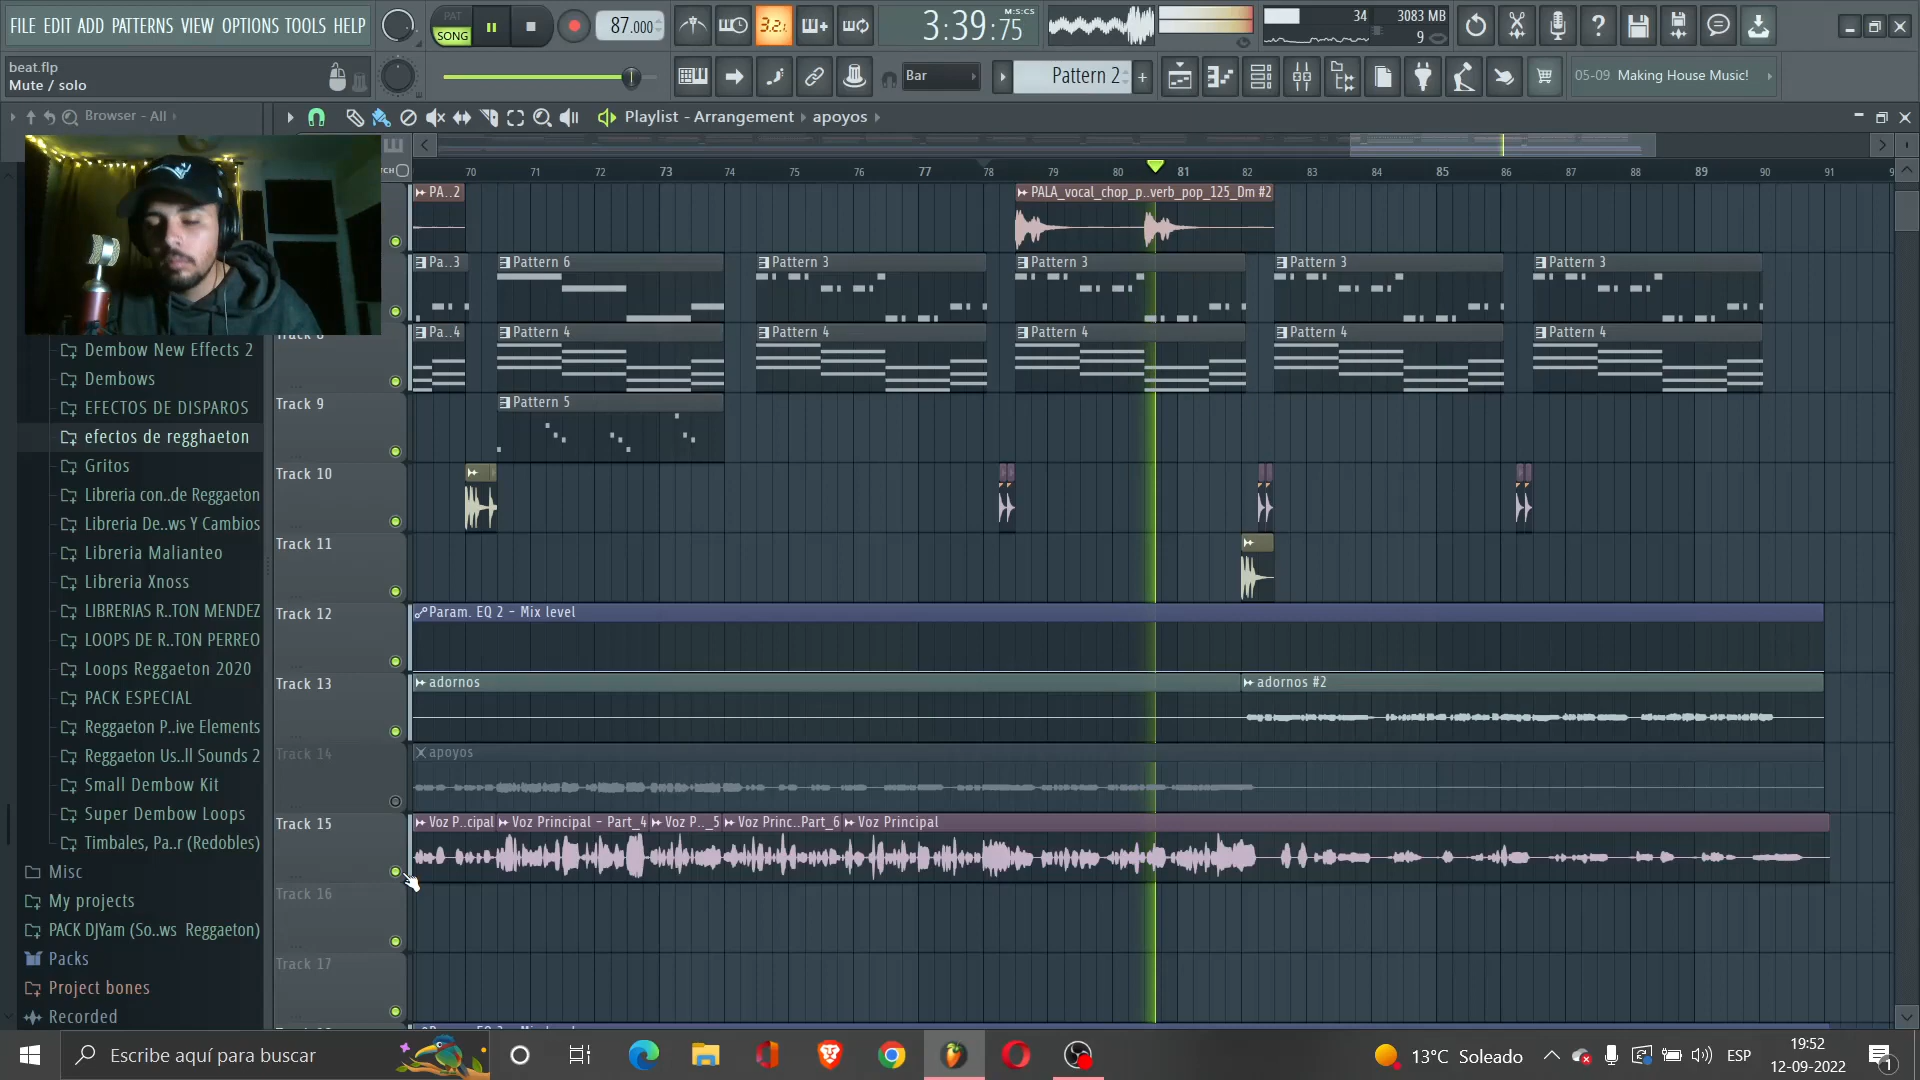 FILE EDIT ADD PATTERNS VIEW OPTIONS TOOLS HELP
PAT
SONG
87.000
3.2.
3:39:75
M:S:CS
34
3083 MB
9
beat.flp
Mute / solo
Bar
Pattern 2
+
05-09 Making House Music!
Browser - All
Playlist - Arrangement › apoyos ›
70 71 72 73 74 75 76 77 78 79 80 81 82 83 84 85 86 87 88 89 90 91
PA..2
PALA_vocal_chop_p..verb_pop_125_Dm #2
Pa..3
Pattern 6
Pattern 3
Pattern 3
Pattern 3
Pattern 3
Pa..4
Pattern 4
Pattern 4
Pattern 4
Pattern 4
Pattern 4
Track 9
Pattern 5
Track 10
Track 11
Track 12
Param. EQ 2 - Mix level
Track 13
adornos
adornos #2
Track 14
apoyos
Track 15
Voz P..cipal
Voz Principal - Part_4
Voz P.._5
Voz Princ..Part_6
Voz Principal
Track 16
Track 17
Dembow New Effects 2
Dembows
EFECTOS DE DISPAROS
efectos de regghaeton
Gritos
Libreria con..de Reggaeton
Libreria De..ws Y Cambios
Libreria Malianteo
Libreria Xnoss
LIBRERIAS R..TON MENDEZ
LOOPS DE R..TON PERREO
Loops Reggaeton 2020
PACK ESPECIAL
Reggaeton P..ive Elements
Reggaeton Us..ll Sounds 2
Small Dembow Kit
Super Dembow Loops
Timbales, Pa..r (Redobles)
Misc
My projects
PACK DJYam (So..ws Reggaeton)
Packs
Project bones
Recorded
Escribe aquí para buscar
13°C Soleado
ESP
19:52
12-09-2022
1